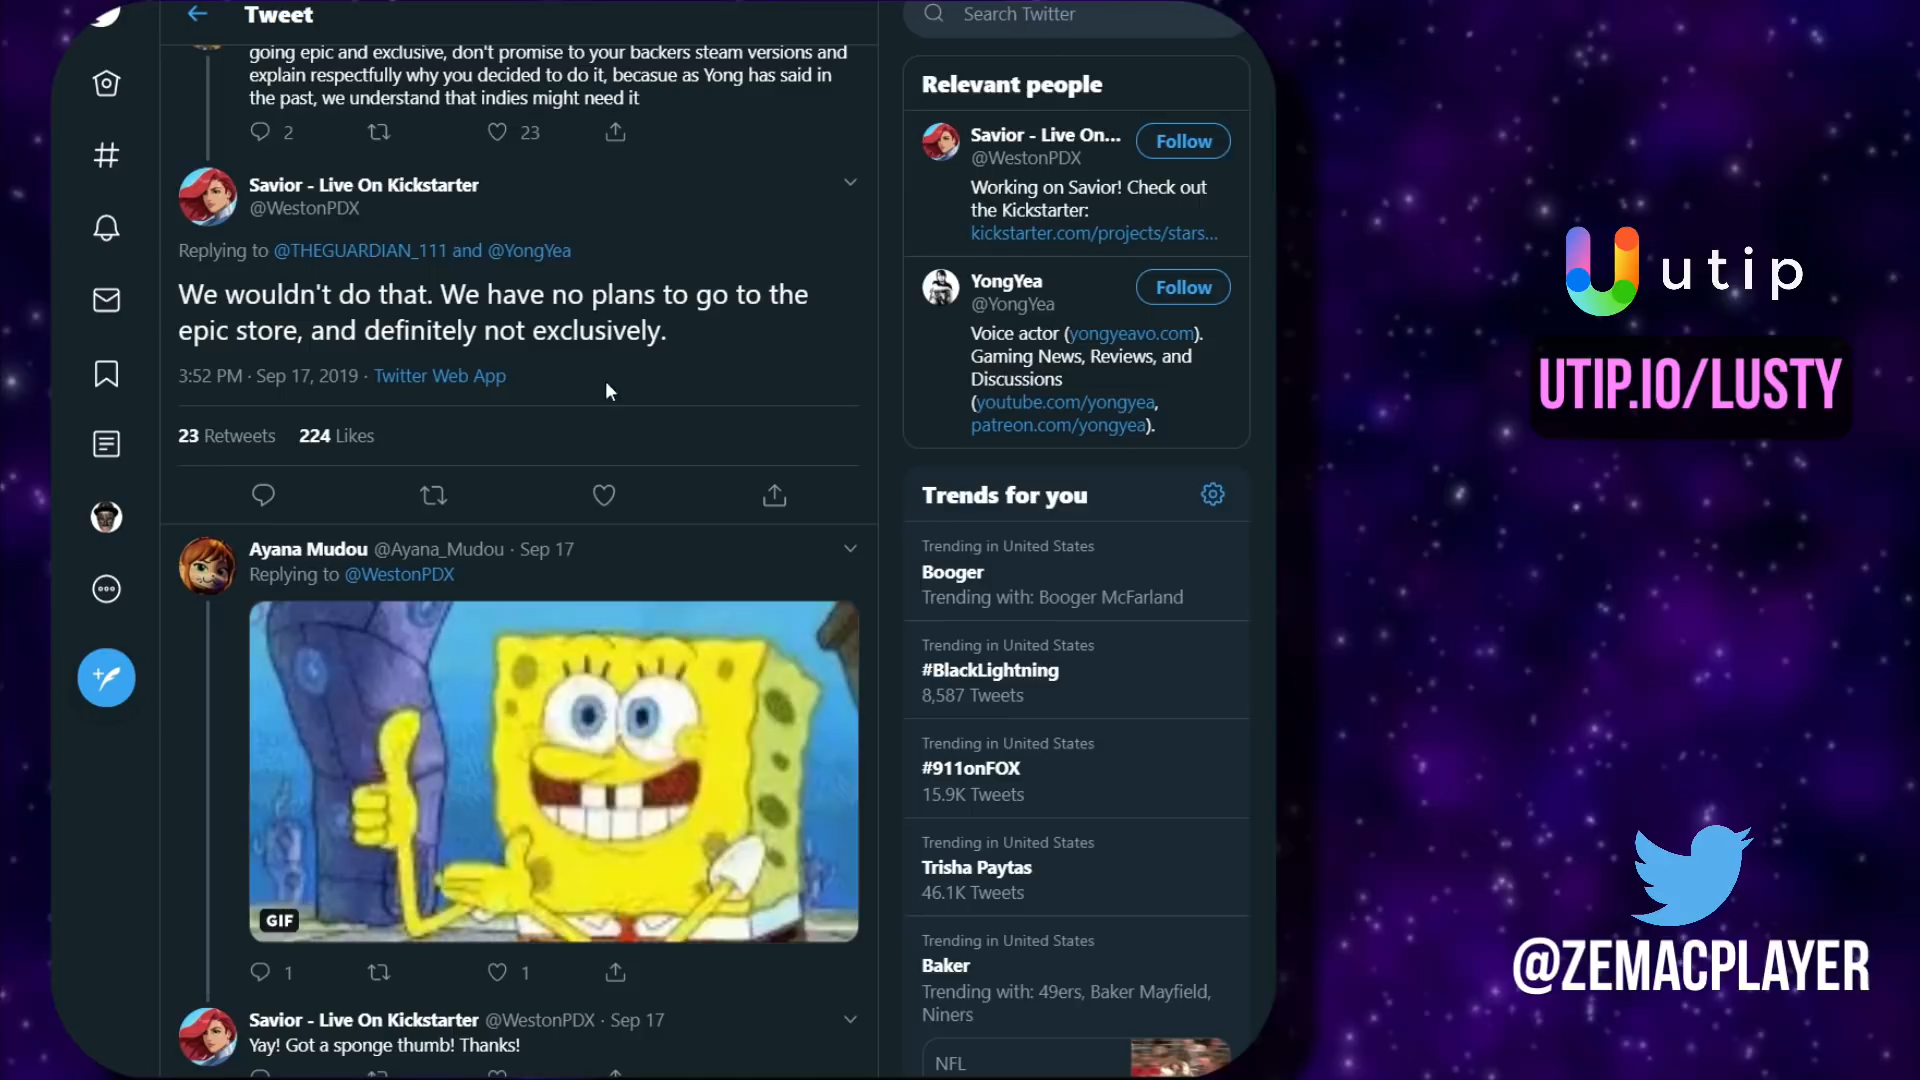 Tweet
going epic and exclusive, don't promise to your backers steam versions and
explain respectfully why you decided to do it, becasue as Yong has said in
the past, we understand that indies might need it
2
23
Savior - Live On Kickstarter
@WestonPDX
Replying to @THEGUARDIAN_111 and @YongYea
We wouldn't do that. We have no plans to go to the
epic store, and definitely not exclusively.
3:52 PM · Sep 17, 2019 · Twitter Web App
23 Retweets 224 Likes
Ayana Mudou @Ayana_Mudou · Sep 17
Replying to @WestonPDX
GIF
1
1
Savior - Live On Kickstarter @WestonPDX · Sep 17
Yay! Got a sponge thumb! Thanks!
Search Twitter
Relevant people
Savior - Live On...
@WestonPDX
Follow
Working on Savior! Check out
the Kickstarter:
kickstarter.com/projects/stars...
YongYea
@YongYea
Follow
Voice actor (yongyeavo.com).
Gaming News, Reviews, and
Discussions
(youtube.com/yongyea,
patreon.com/yongyea).
Trends for you
Trending in United States
Booger
Trending with: Booger McFarland
Trending in United States
#BlackLightning
8,587 Tweets
Trending in United States
#911onFOX
15.9K Tweets
Trending in United States
Trisha Paytas
46.1K Tweets
Trending in United States
Baker
Trending with: 49ers, Baker Mayfield,
Niners
NFL
utip
UTIP.IO/LUSTY
@ZEMACPLAYER